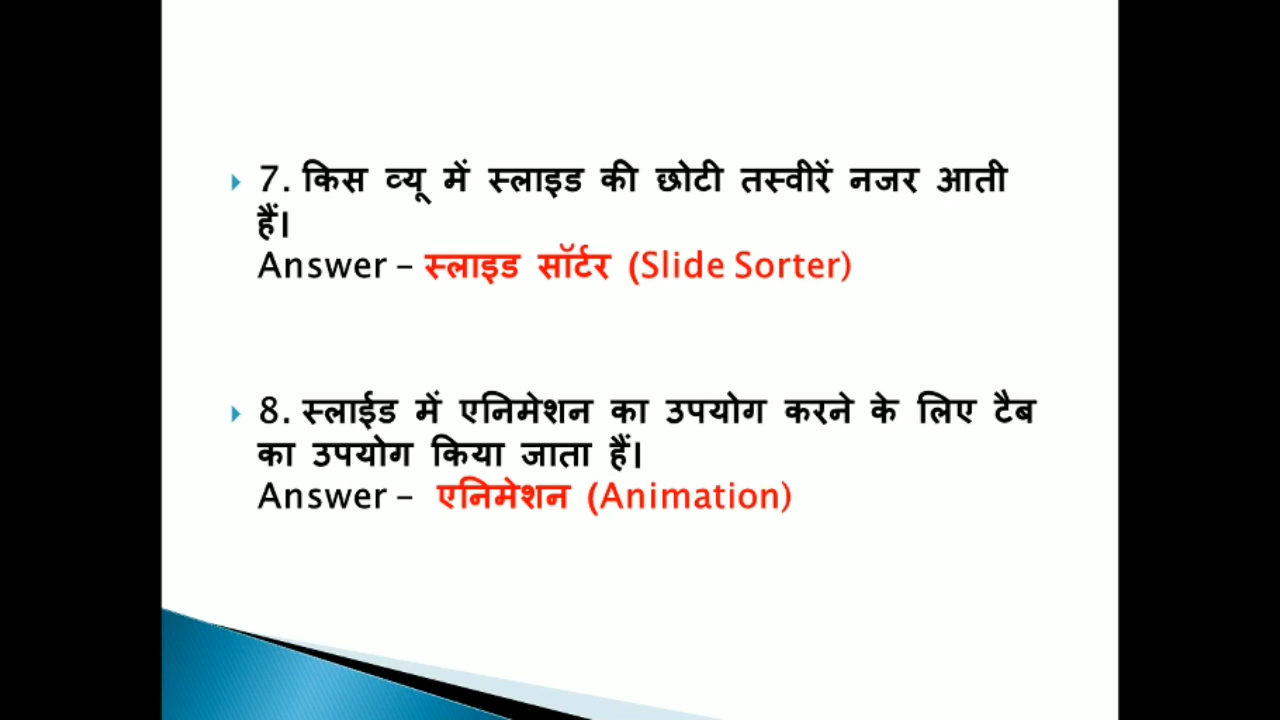 7. किस व्यू में स्लाइड की छोटी तस्वीरें नजर आती
हैं।
Answer – स्लाइड सॉर्टर (Slide Sorter)
8. स्लाईड में एनिमेशन का उपयोग करने के लिए टैब
का उपयोग किया जाता हैं।
Answer – एनिमेशन (Animation)